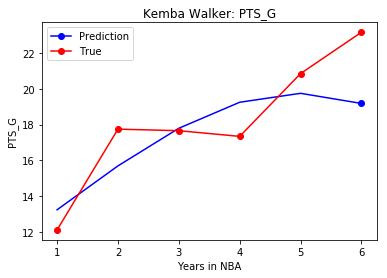 Kemba Walker: PTS_G
Prediction
True
PTS_G
22
20
18
16
14
12
1 2 3 4 5 6
Years in NBA